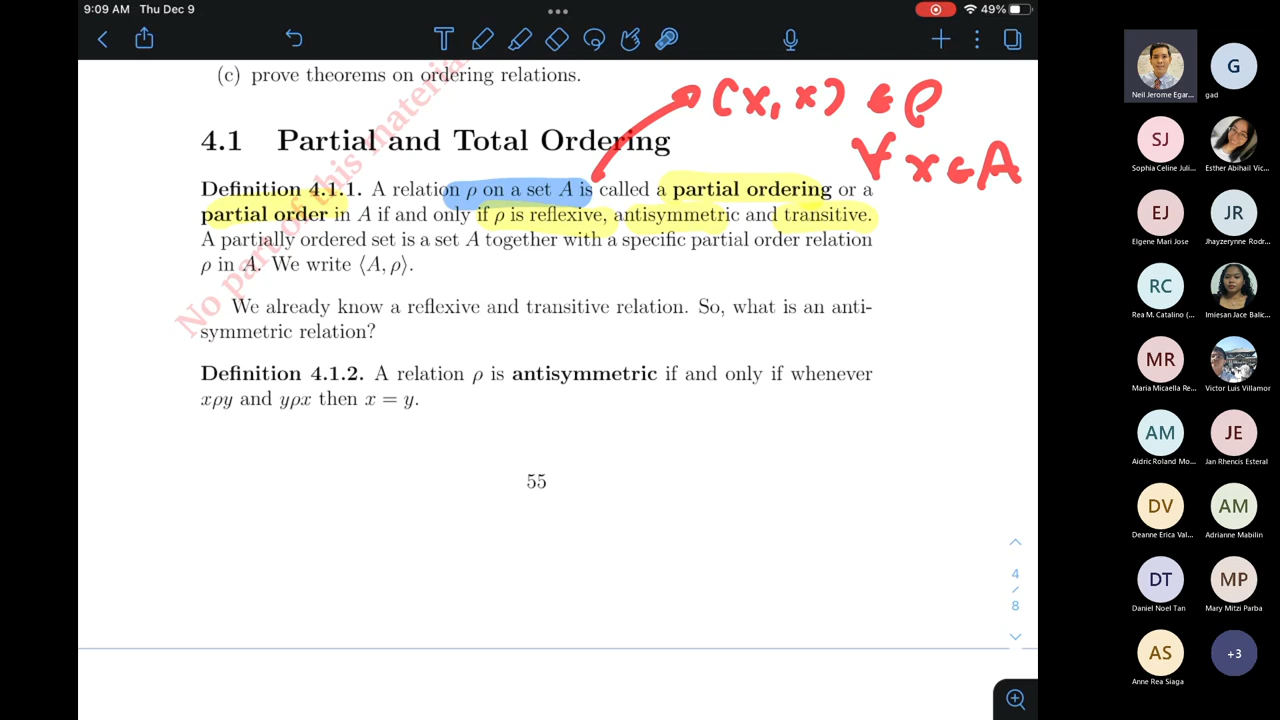 9:09 AM Thu Dec 9
49%
(c) prove theorems on ordering relations.
(x, x) ∈ ρ
∀ x ∈ A
4.1 Partial and Total Ordering
Definition 4.1.1. A relation ρ on a set A is called a partial ordering or a
partial order in A if and only if ρ is reflexive, antisymmetric and transitive.
A partially ordered set is a set A together with a specific partial order relation
ρ in A. We write ⟨A, ρ⟩.
We already know a reflexive and transitive relation. So, what is an anti-
symmetric relation?
Definition 4.1.2. A relation ρ is antisymmetric if and only if whenever
xρy and yρx then x = y.
55
No part of this materia
4
/
8
Neil Jerome Egar...
G
gad
SJ
Sophia Celine Juli...
Esther Abihail Vic...
EJ
Elgene Mari Jose
JR
Jhayzerynne Rodr...
RC
Rea M. Catalino (...
Imiesan Jace Balic...
MR
Maria Micaella Re...
Victor Luis Villamor
AM
Aidric Roland Mo...
JE
Jan Rhencis Esteral
DV
Deanne Erica Val...
AM
Adrianne Mabilin
DT
Daniel Noel Tan
MP
Mary Mitzi Parba
AS
Anne Rea Siaga
+3